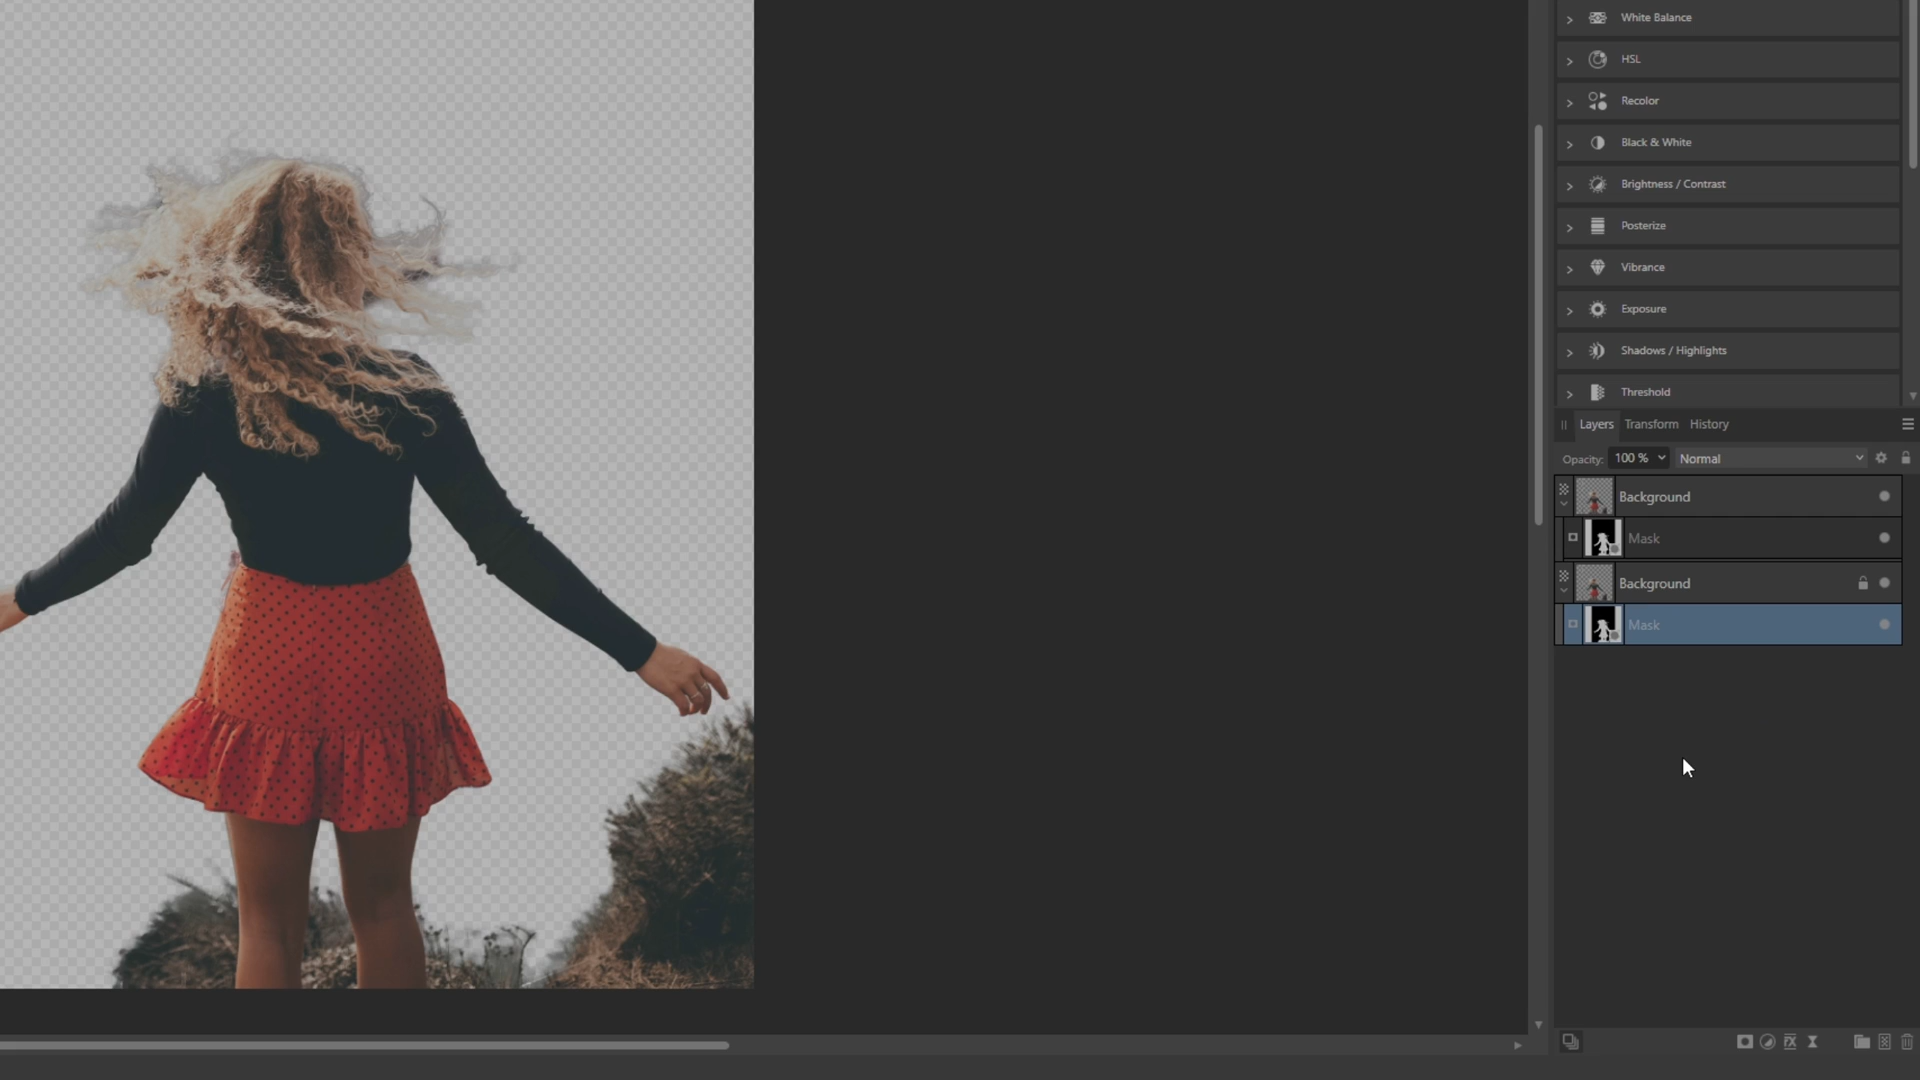 White Balance
HSL
Recolor
Black & White
Brightness / Contrast
Posterize
Vibrance
Exposure
Shadows / Highlights
Threshold
Layers Transform History
Opacity: 100 % Normal
Background
Mask
Background
Mask